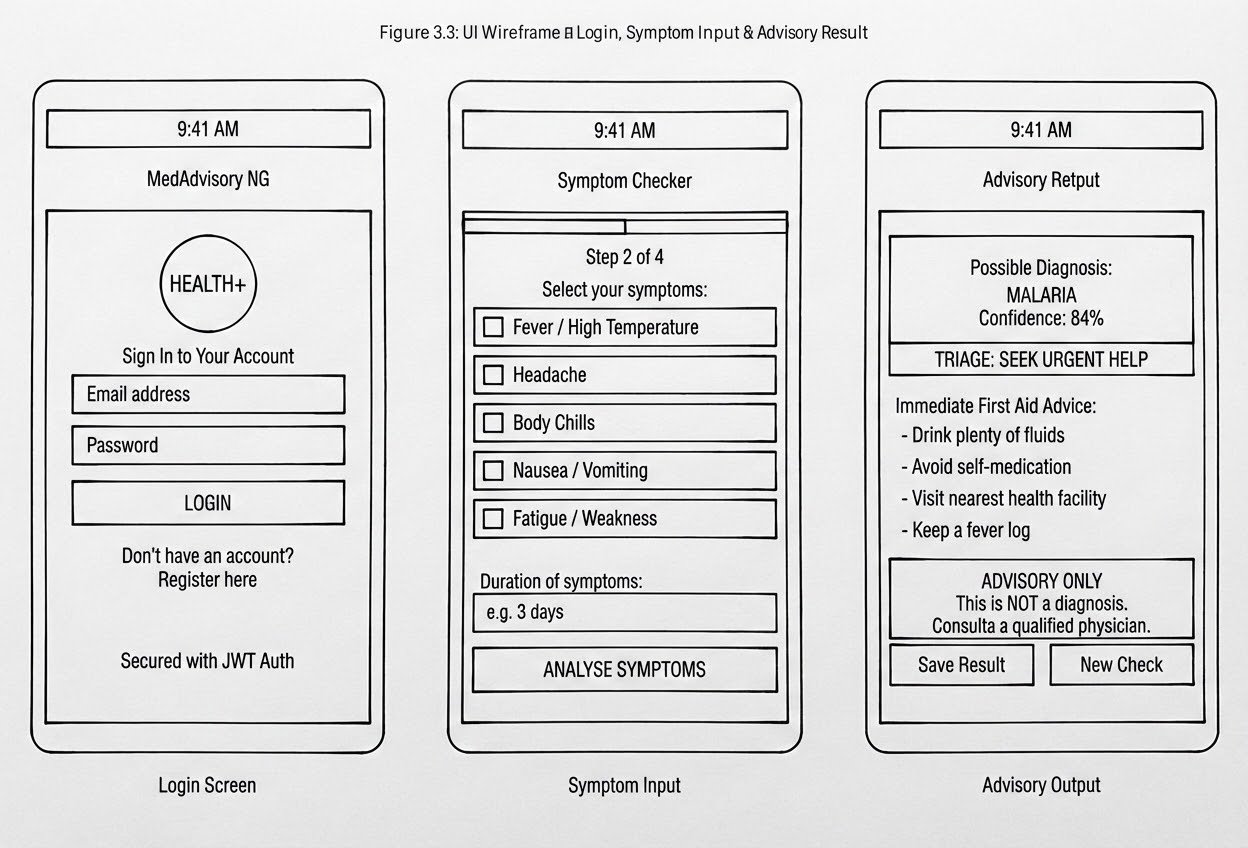 Figure 3.3: UI Wireframe Login, Symptom Input & Advisory Result
9:41 AM
MedAdvisory NG
HEALTH+
Sign In to Your Account
Email address
Password
LOGIN
Don't have an account?
Register here
Secured with JWT Auth
Login Screen
9:41 AM
Symptom Checker
Step 2 of 4
Select your symptoms:
Fever / High Temperature
Headache
Body Chills
Nausea / Vomiting
Fatigue / Weakness
Duration of symptoms:
e.g. 3 days
ANALYSE SYMPTOMS
Symptom Input
9:41 AM
Advisory Retput
Possible Diagnosis:
MALARIA
Confidence: 84%
TRIAGE: SEEK URGENT HELP
Immediate First Aid Advice:
- Drink plenty of fluids
- Avoid self-medication
- Visit nearest health facility
- Keep a fever log
ADVISORY ONLY
This is NOT a diagnosis.
Consulta a qualified physician.
Save Result
New Check
Advisory Output